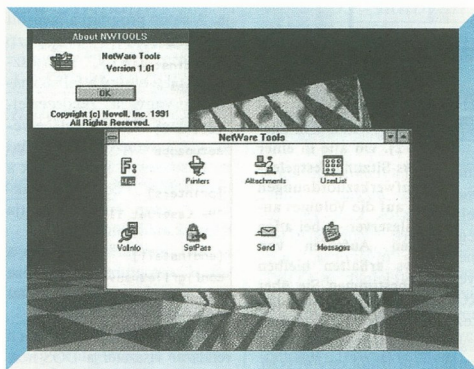 About NWTOOLS
NetWare Tools
Version 1.01
OK
Copyright (c) Novell, Inc. 1991
All Rights Reserved.
NetWare Tools
F:
Map
Printers
Attachments
UserList
VolInfo
SetPass
Send
Messages